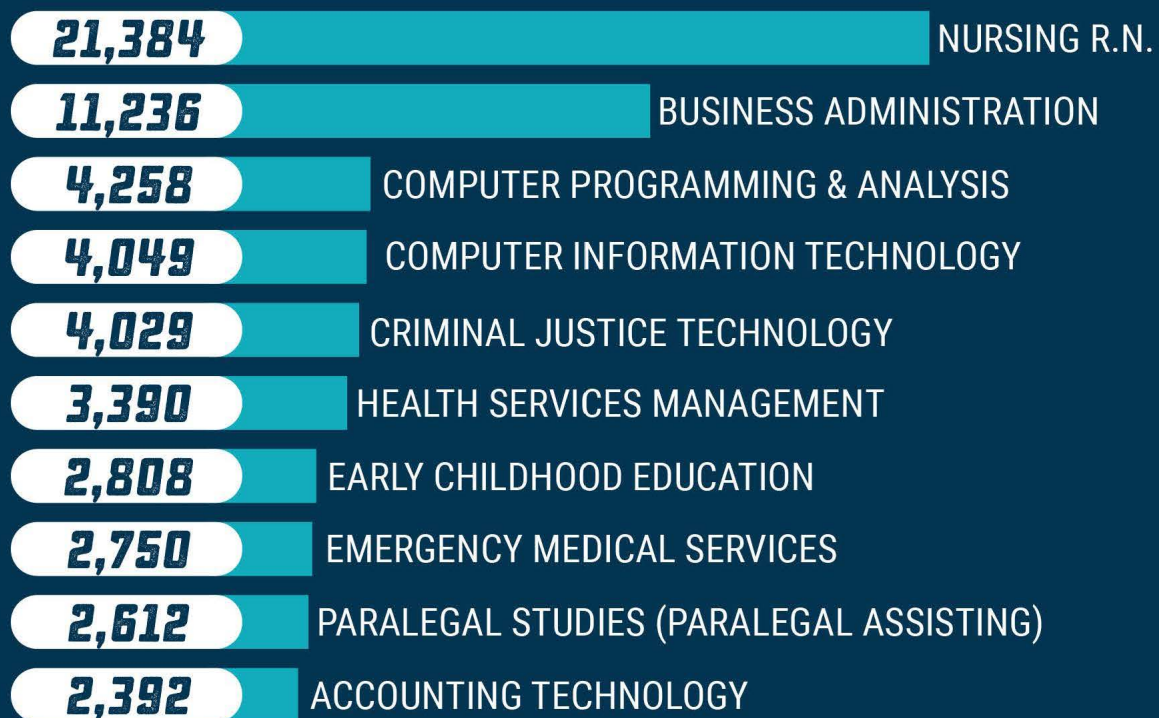 21,384 NURSING R.N.
11,236 BUSINESS ADMINISTRATION
4,258 COMPUTER PROGRAMMING & ANALYSIS
4,049 COMPUTER INFORMATION TECHNOLOGY
4,029 CRIMINAL JUSTICE TECHNOLOGY
3,390 HEALTH SERVICES MANAGEMENT
2,808 EARLY CHILDHOOD EDUCATION
2,750 EMERGENCY MEDICAL SERVICES
2,612 PARALEGAL STUDIES (PARALEGAL ASSISTING)
2,392 ACCOUNTING TECHNOLOGY